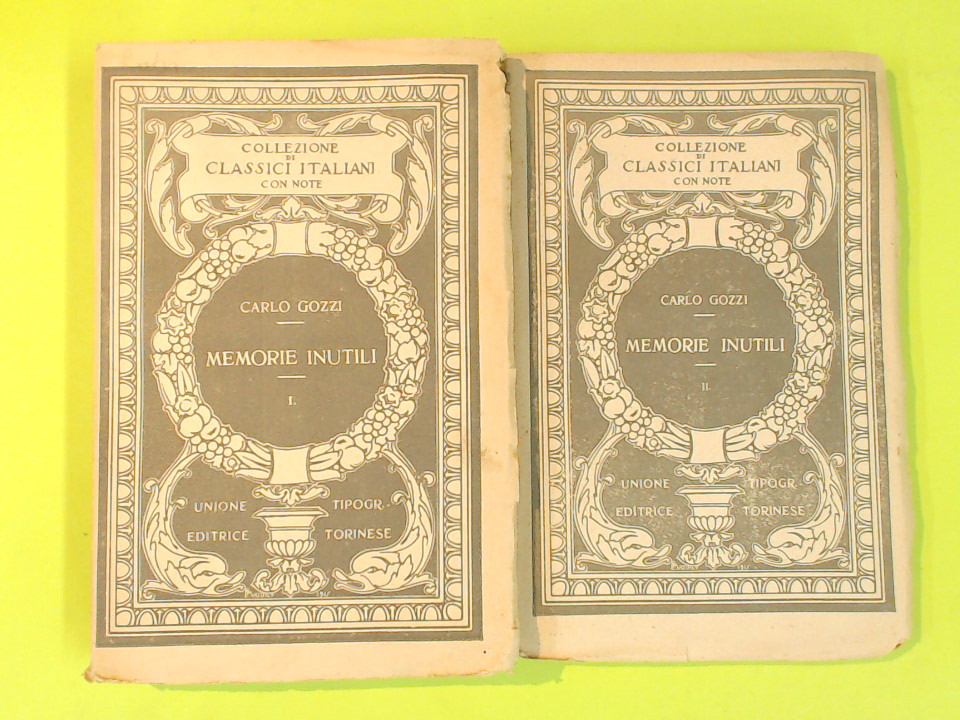 COLLEZIONE
DI
CLASSICI ITALIANI
CON NOTE
CARLO GOZZI
MEMORIE INUTILI
I.
UNIONE TIPOGR.
EDITRICE TORINESE
COLLEZIONE
DI
CLASSICI ITALIANI
CON NOTE
CARLO GOZZI
MEMORIE INUTILI
II.
UNIONE TIPOGR.
EDITRICE TORINESE